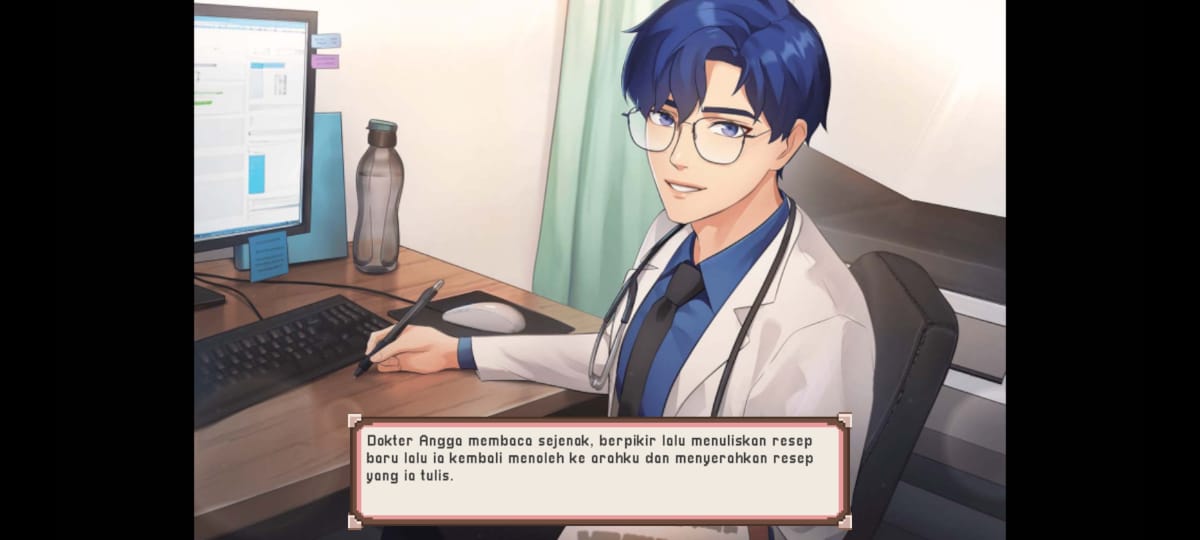 Dokter Angga membaca sejenak, berpikir lalu menuliskan resep
baru lalu ia kembali menoleh ke arahku dan menyerahkan resep
yang ia tulis.